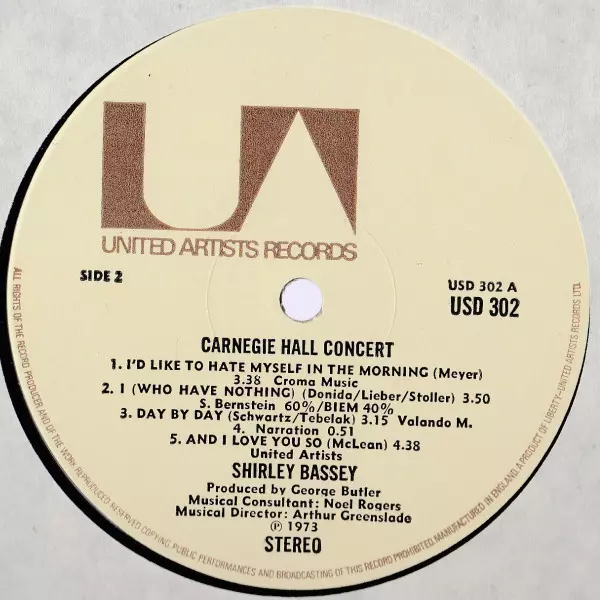 UA
UNITED ARTISTS RECORDS
SIDE 2
USD 302 A
USD 302
CARNEGIE HALL CONCERT
1. I'D LIKE TO HATE MYSELF IN THE MORNING (Meyer)
3.38 Croma Music
2. I (WHO HAVE NOTHING) (Donida/Lieber/Stoller) 3.50
S. Bernstein 60%/BIEM 40%
3. DAY BY DAY (Schwartz/Tebelak) 3.15 Valando M.
4. Narration 0.51
5. AND I LOVE YOU SO (McLean) 4.38
United Artists
SHIRLEY BASSEY
Produced by George Butler
Musical Consultant: Noel Rogers
Musical Director: Arthur Greenslade
℗ 1973
STEREO
ALL RIGHTS OF THE RECORD PRODUCER AND OF THE WORK REPRODUCED RESERVED COPYING PUBLIC PERFORMANCES AND BROADCASTING OF THIS RECORD PROHIBITED. MANUFACTURED IN ENGLAND. A PRODUCT OF LIBERTY–UNITED ARTISTS RECORDS LTD.